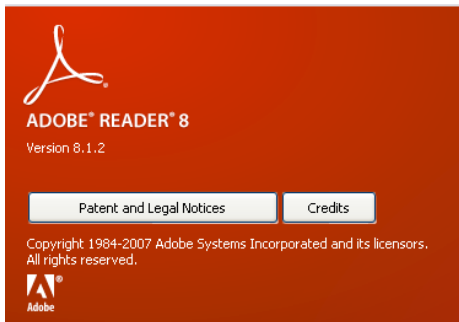 ADOBE® READER® 8
Version 8.1.2
Patent and Legal Notices
Credits
Copyright 1984-2007 Adobe Systems Incorporated and its licensors.
All rights reserved.
®
Adobe